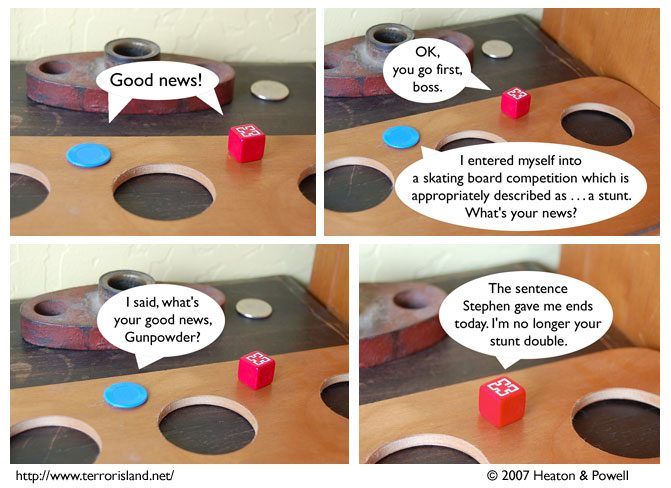 Good news!
OK,
you go first,
boss.
I entered myself into
a skating board competition which is
appropriately described as . . . a stunt.
What's your news?
I said, what's
your good news,
Gunpowder?
The sentence
Stephen gave me ends
today. I'm no longer your
stunt double.
http://www.terrorisland.net/
© 2007 Heaton & Powell